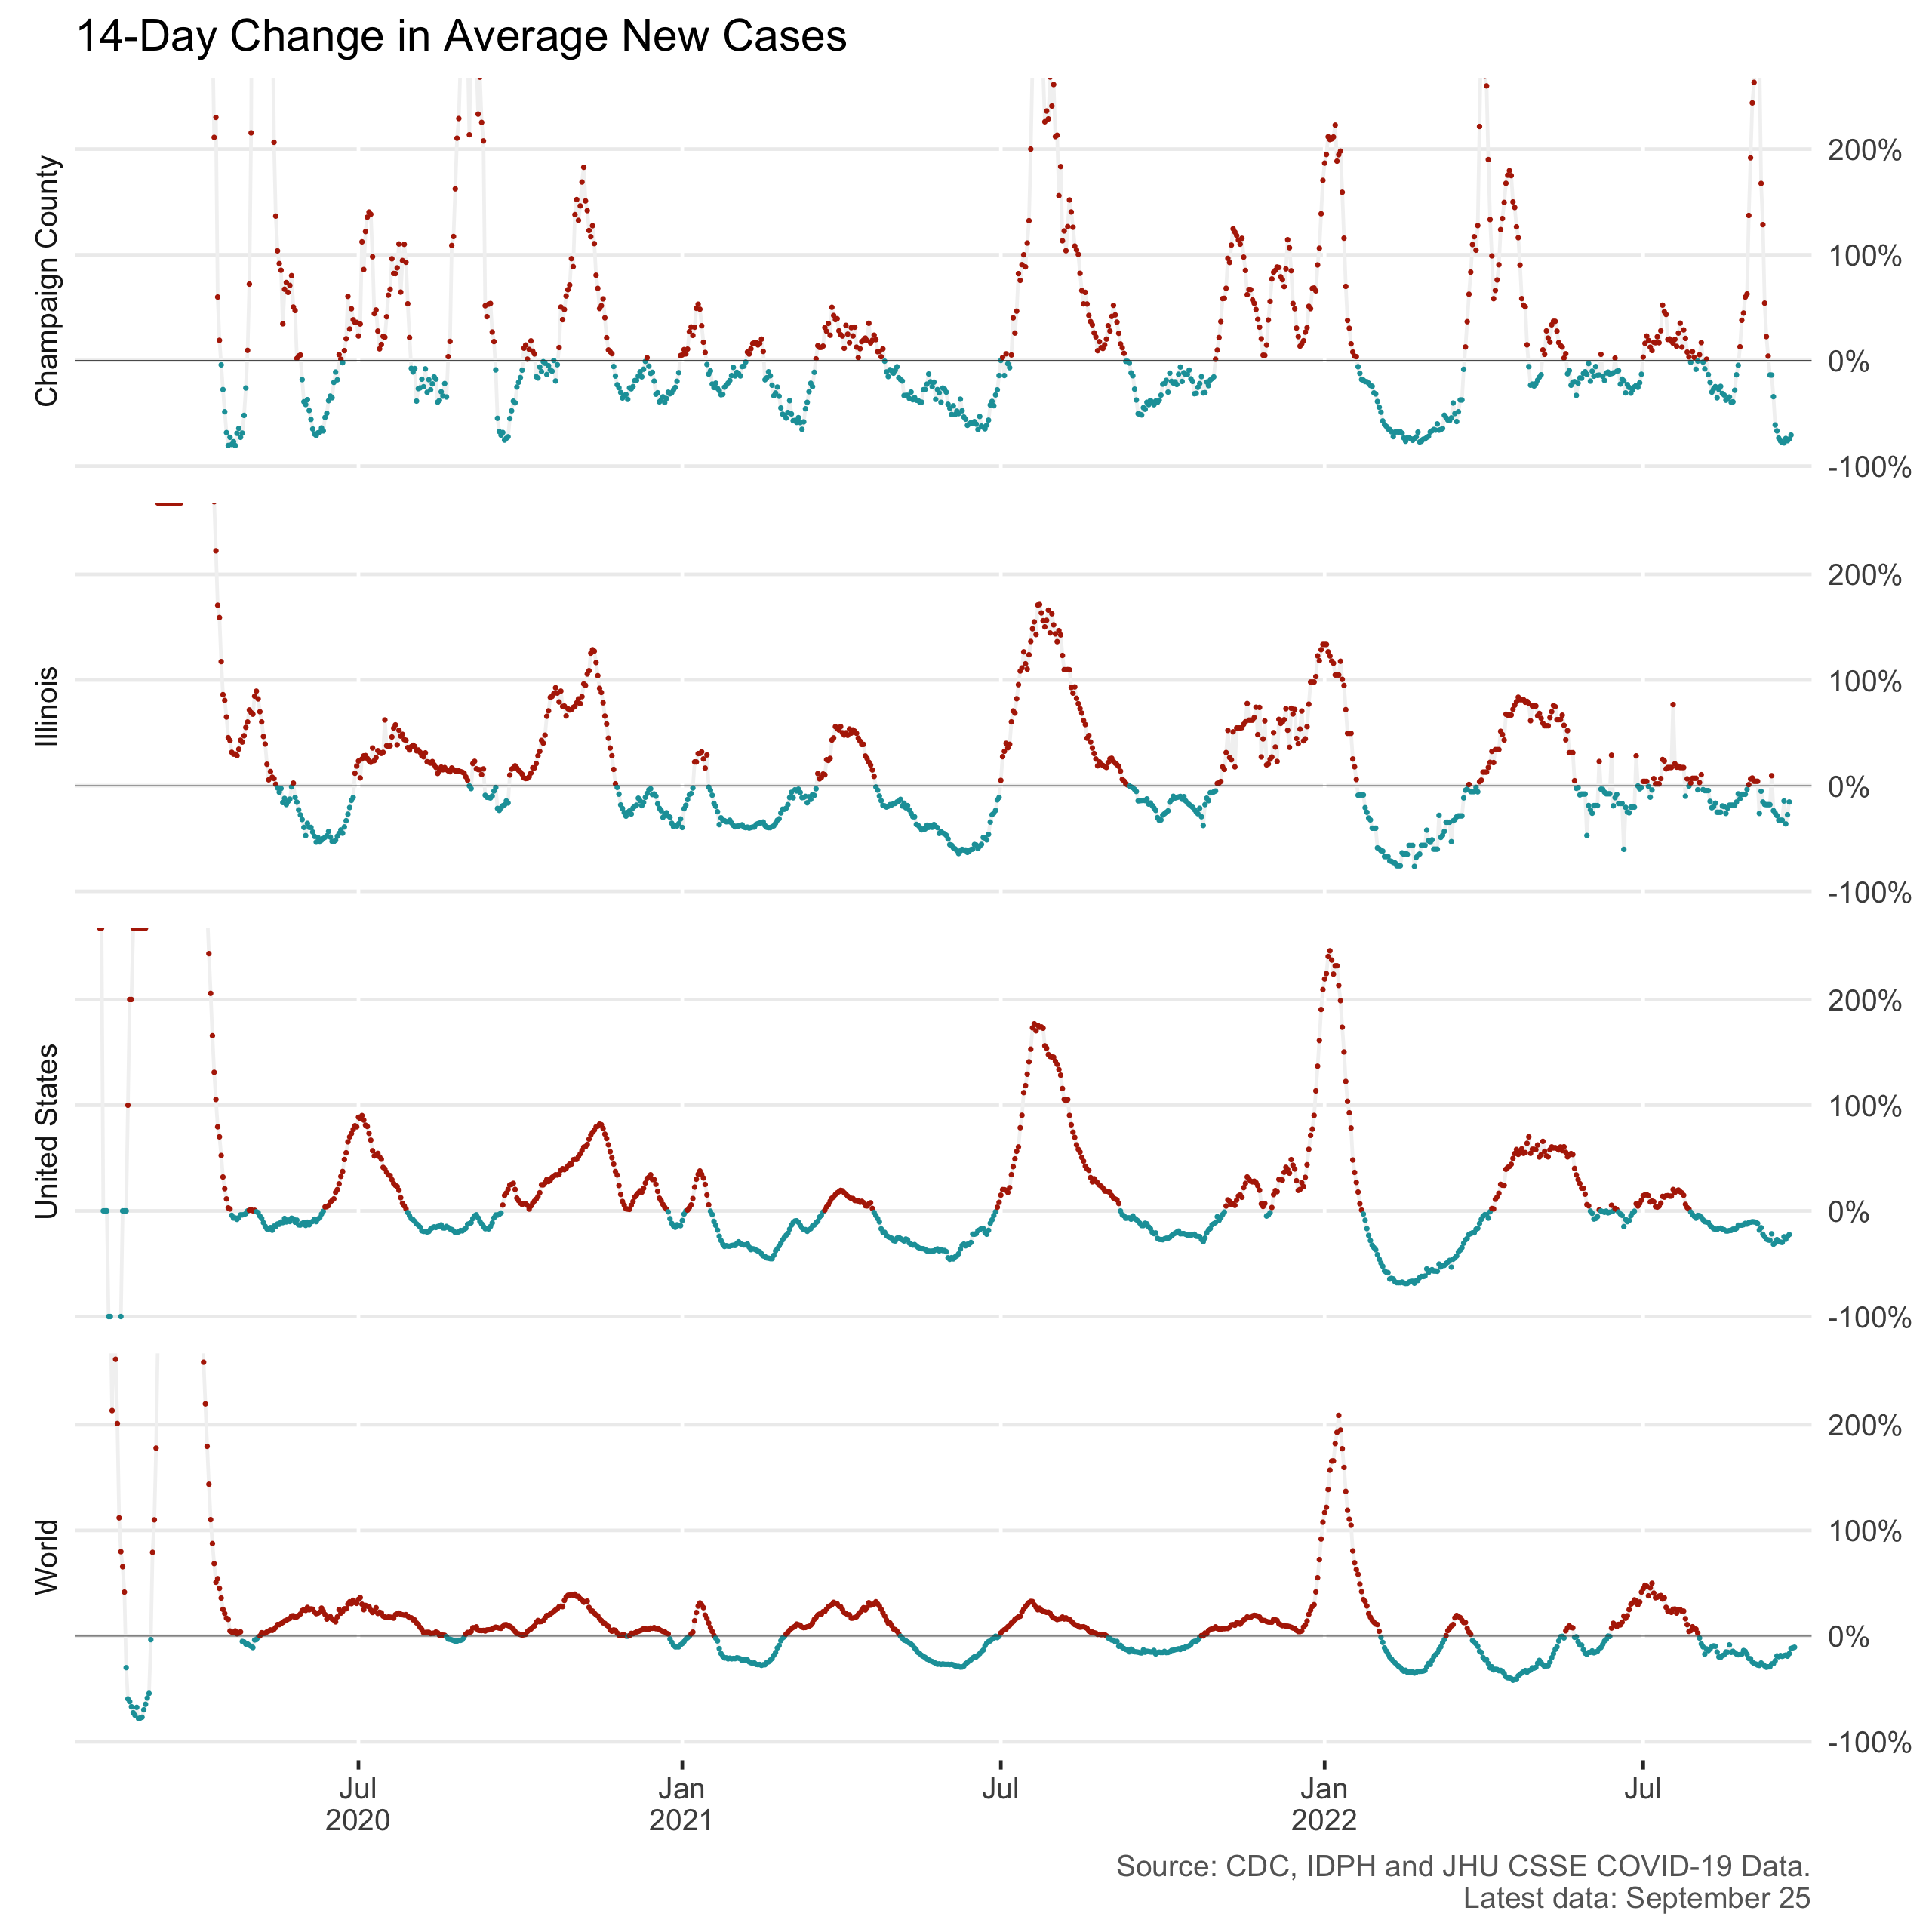 14-Day Change in Average New Cases
Champaign County
200%
100%
0%
-100%
Illinois
200%
100%
0%
-100%
United States
200%
100%
0%
-100%
World
200%
100%
0%
-100%
Jul Jan Jul Jan Jul
2020 2021 2022
Source: CDC, IDPH and JHU CSSE COVID-19 Data.
Latest data: September 25